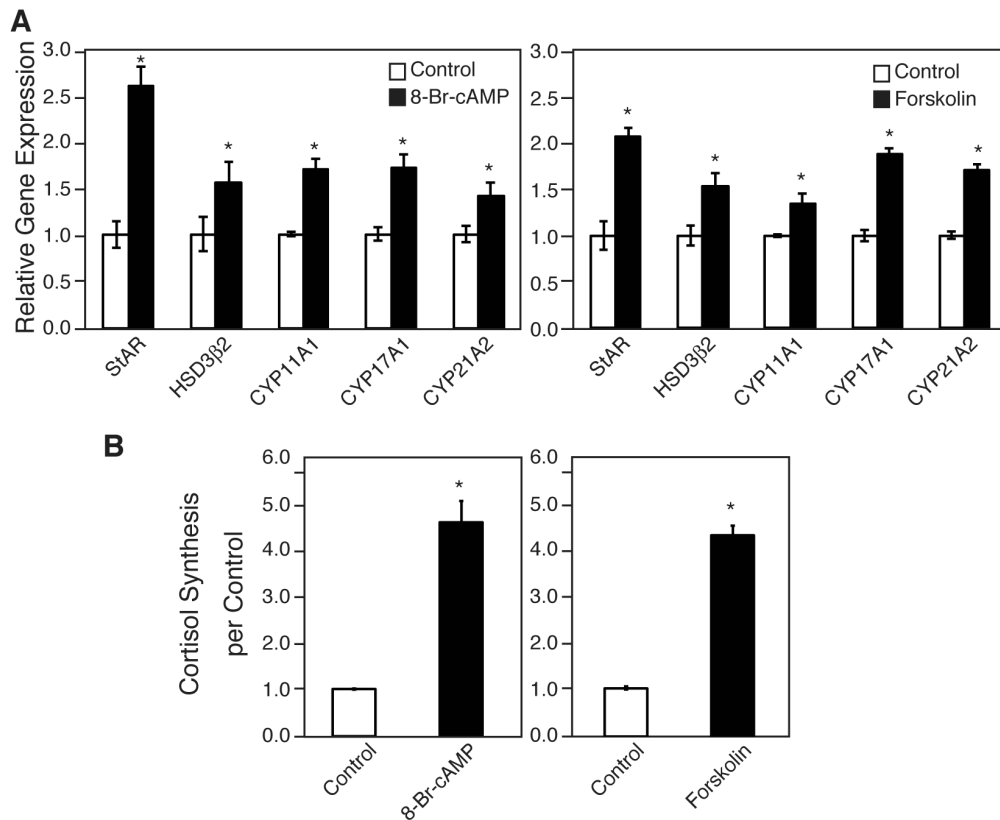 A
Relative Gene Expression
3.0
2.5
2.0
1.5
1.0
0.5
0.0
Control
8-Br-cAMP
* * * * *
StAR HSD3β2 CYP11A1 CYP17A1 CYP21A2
3.0
2.5
2.0
1.5
1.0
0.5
0.0
Control
Forskolin
* * * * *
StAR HSD3β2 CYP11A1 CYP17A1 CYP21A2
B
Cortisol Synthesis
per Control
6.0
5.0
4.0
3.0
2.0
1.0
0.0
*
Control 8-Br-cAMP
6.0
5.0
4.0
3.0
2.0
1.0
0.0
*
Control Forskolin